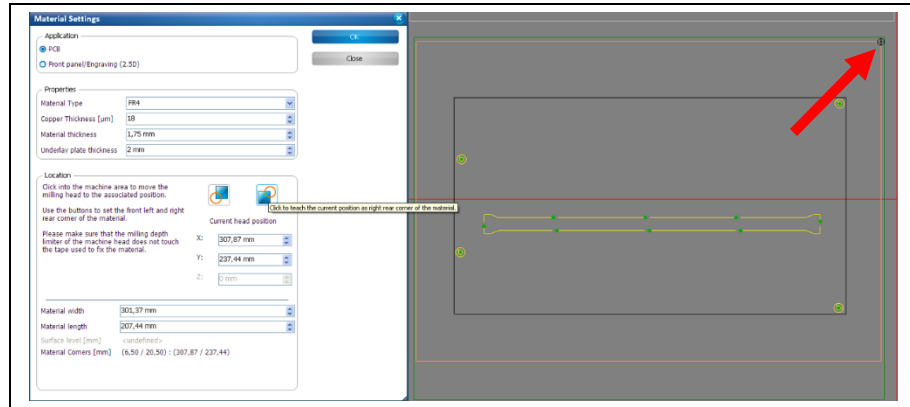 Material Settings
Application
PCB
Front panel/Engraving (2.5D)
OK
Close
Properties
Material Type FR4
Copper Thickness [µm] 18
Material thickness 1,75 mm
Underlay plate thickness 2 mm
Location
Click into the machine area to move the
milling head to the associated position.
Use the buttons to set the front left and right
rear corner of the material.
Please make sure that the milling depth
limiter of the machine head does not touch
the tape used to fix the material.
Click to teach the current position as right rear corner of the material.
Current head position
X: 307,87 mm
Y: 237,44 mm
Z: 0 mm
Material width 301,37 mm
Material length 207,44 mm
Surface level [mm] <undefined>
Material Corners [mm] (6,50 / 20,50) : (307,87 / 237,44)